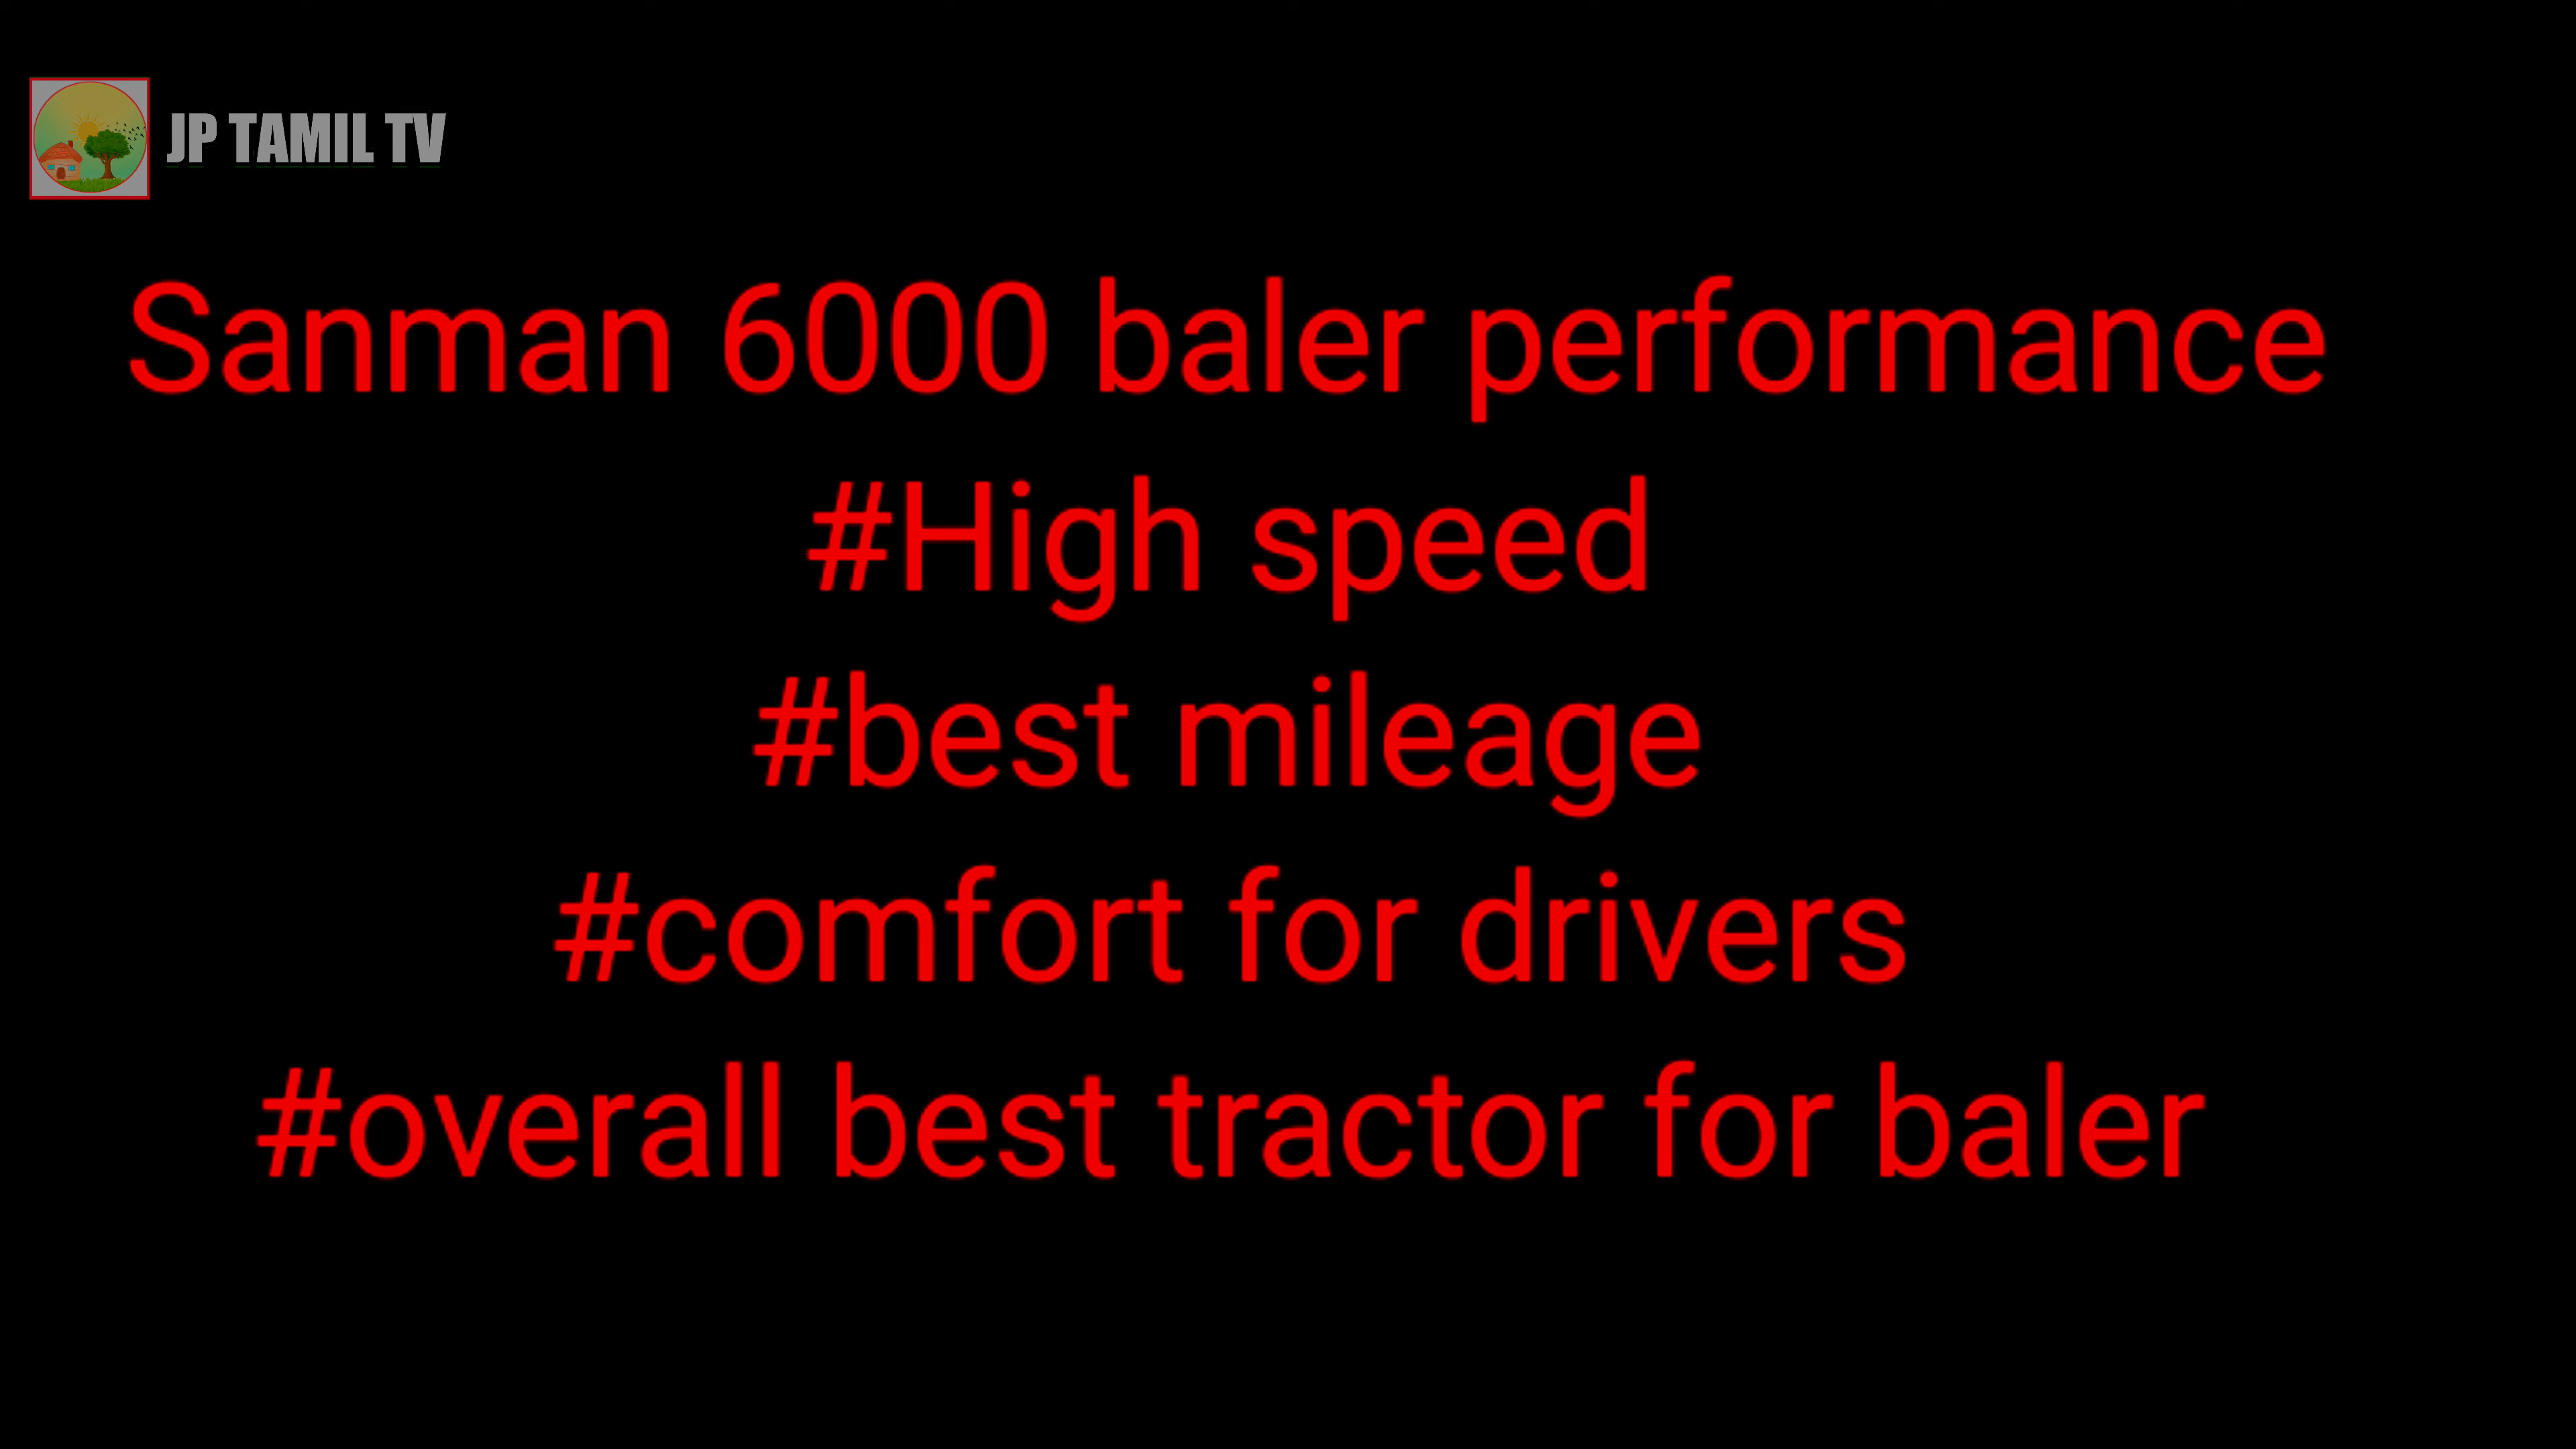 JP TAMIL TV
Sanman 6000 baler performance
#High speed
#best mileage
#comfort for drivers
#overall best tractor for baler